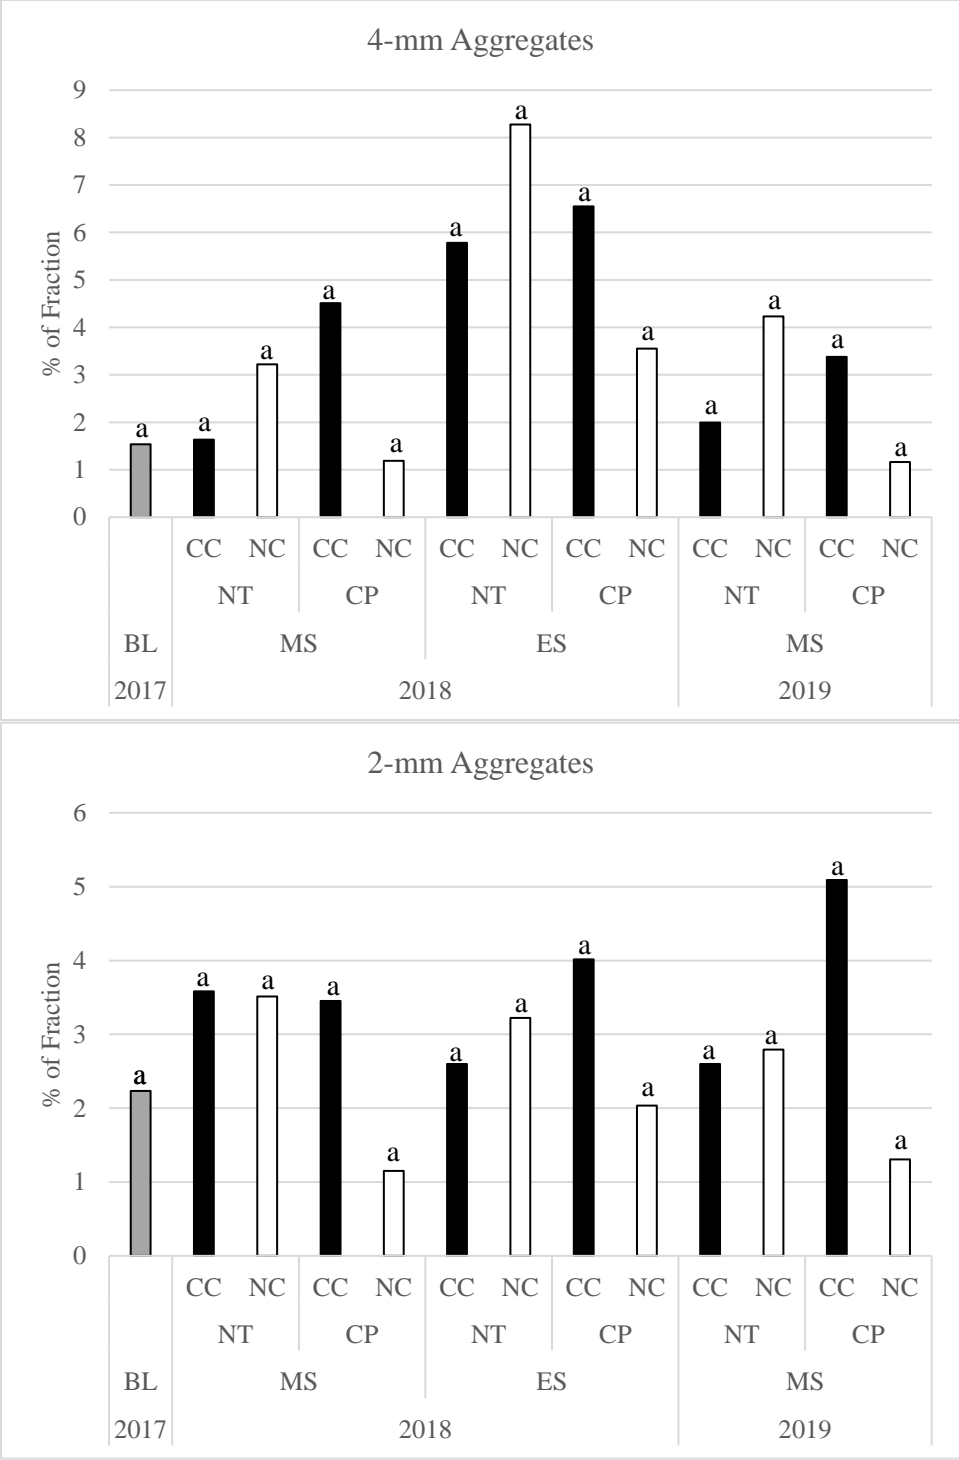 4-mm Aggregates
9
8
7
6
5
4
3
2
1
0
% of Fraction
a a a a a a a a a a a a a
CC NC CC NC CC NC CC NC CC NC CC NC
NT CP NT CP NT CP
BL MS ES MS
2017 2018 2019
2-mm Aggregates
6
5
4
3
2
1
0
% of Fraction
a a a a a a a a a a a a a
CC NC CC NC CC NC CC NC CC NC CC NC
NT CP NT CP NT CP
BL MS ES MS
2017 2018 2019